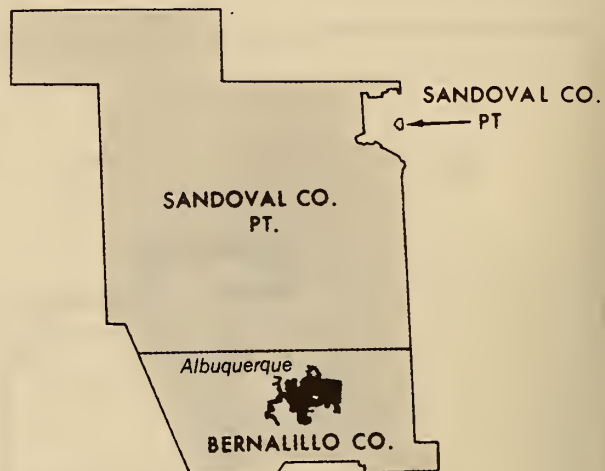 SANDOVAL CO.
PT
SANDOVAL CO.
PT.
Albuquerque
BERNALILLO CO.